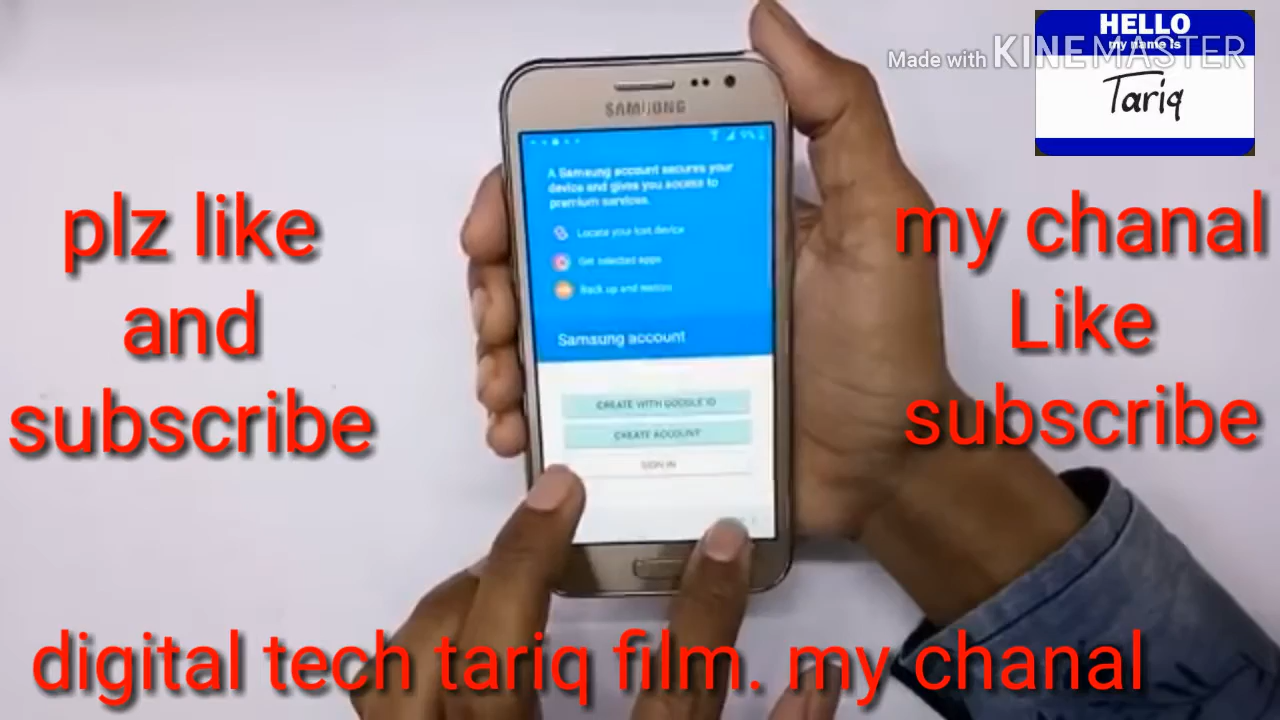 HELLO
my name is
Tariq
Made with KINEMASTER
SAMSUNG
A Samsung account secures your
device and gives you access to
premium services.
Locate your lost device
Get selected apps
Back up and restore
Samsung account
CREATE WITH GOOGLE ID
CREATE ACCOUNT
SIGN IN
plz like
and
subscribe
my chanal
Like
subscribe
digital tech tariq film. my chanal